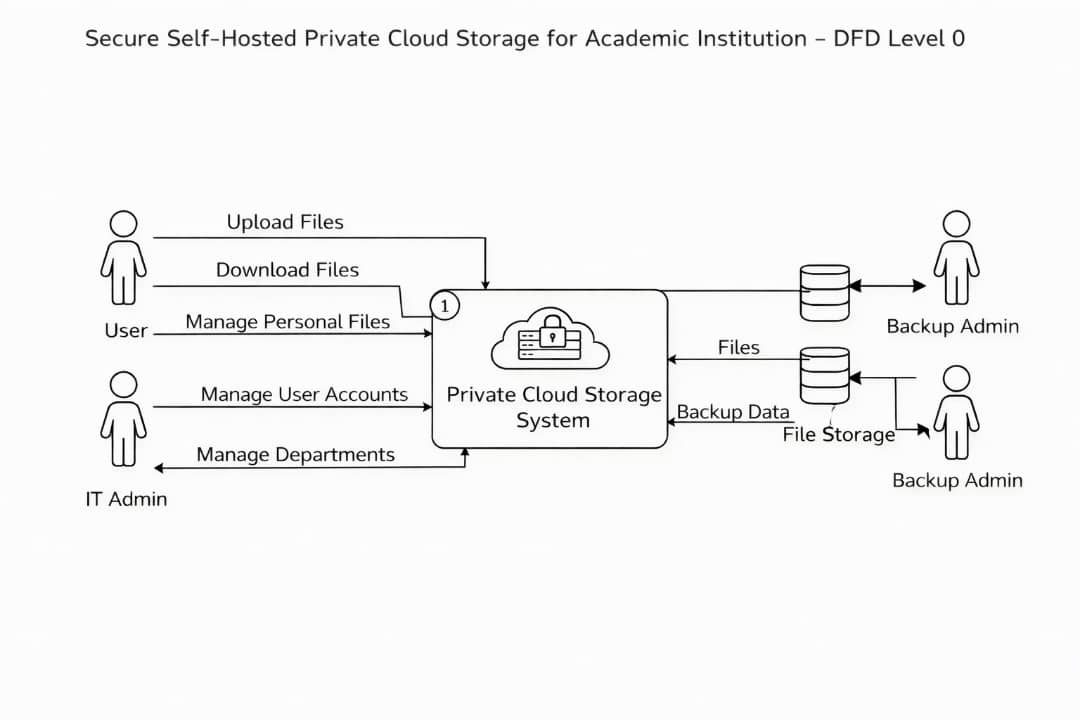 Secure Self-Hosted Private Cloud Storage for Academic Institution – DFD Level 0
Upload Files
Download Files
Manage Personal Files
User
Manage User Accounts
Manage Departments
IT Admin
1
Private Cloud Storage
System
Files
Backup Data
File Storage
Backup Admin
Backup Admin